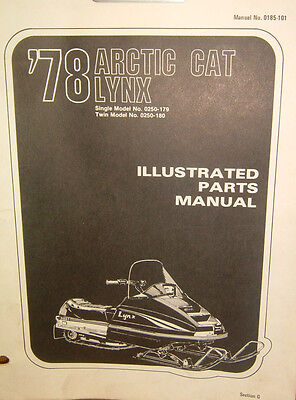 Manual No. 0185-101
'78 ARCTIC CAT
LYNX
Single Model No. 0250-179
Twin Model No. 0250-180
ILLUSTRATED
PARTS
MANUAL
Lynx
Section G